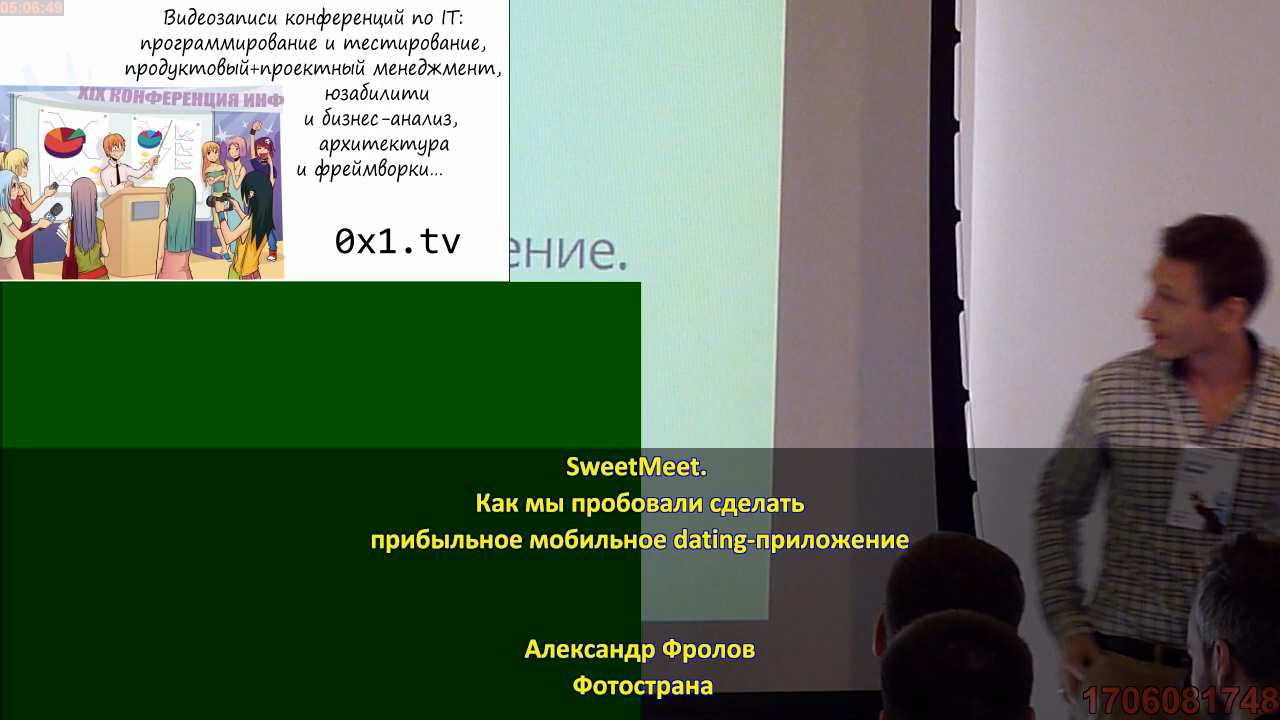 05:06:49
Видеозаписи конференций по IT:
программирование и тестирование,
продуктовый+проектный менеджмент,
юзабилити
и бизнес-анализ,
архитектура
и фреймворки...
XIX КОНФЕРЕНЦИЯ ИНФ
0x1.tv
ение.
SweetMeet.
Как мы пробовали сделать
прибыльное мобильное dating-приложение
Александр Фролов
Фотострана
1706081748